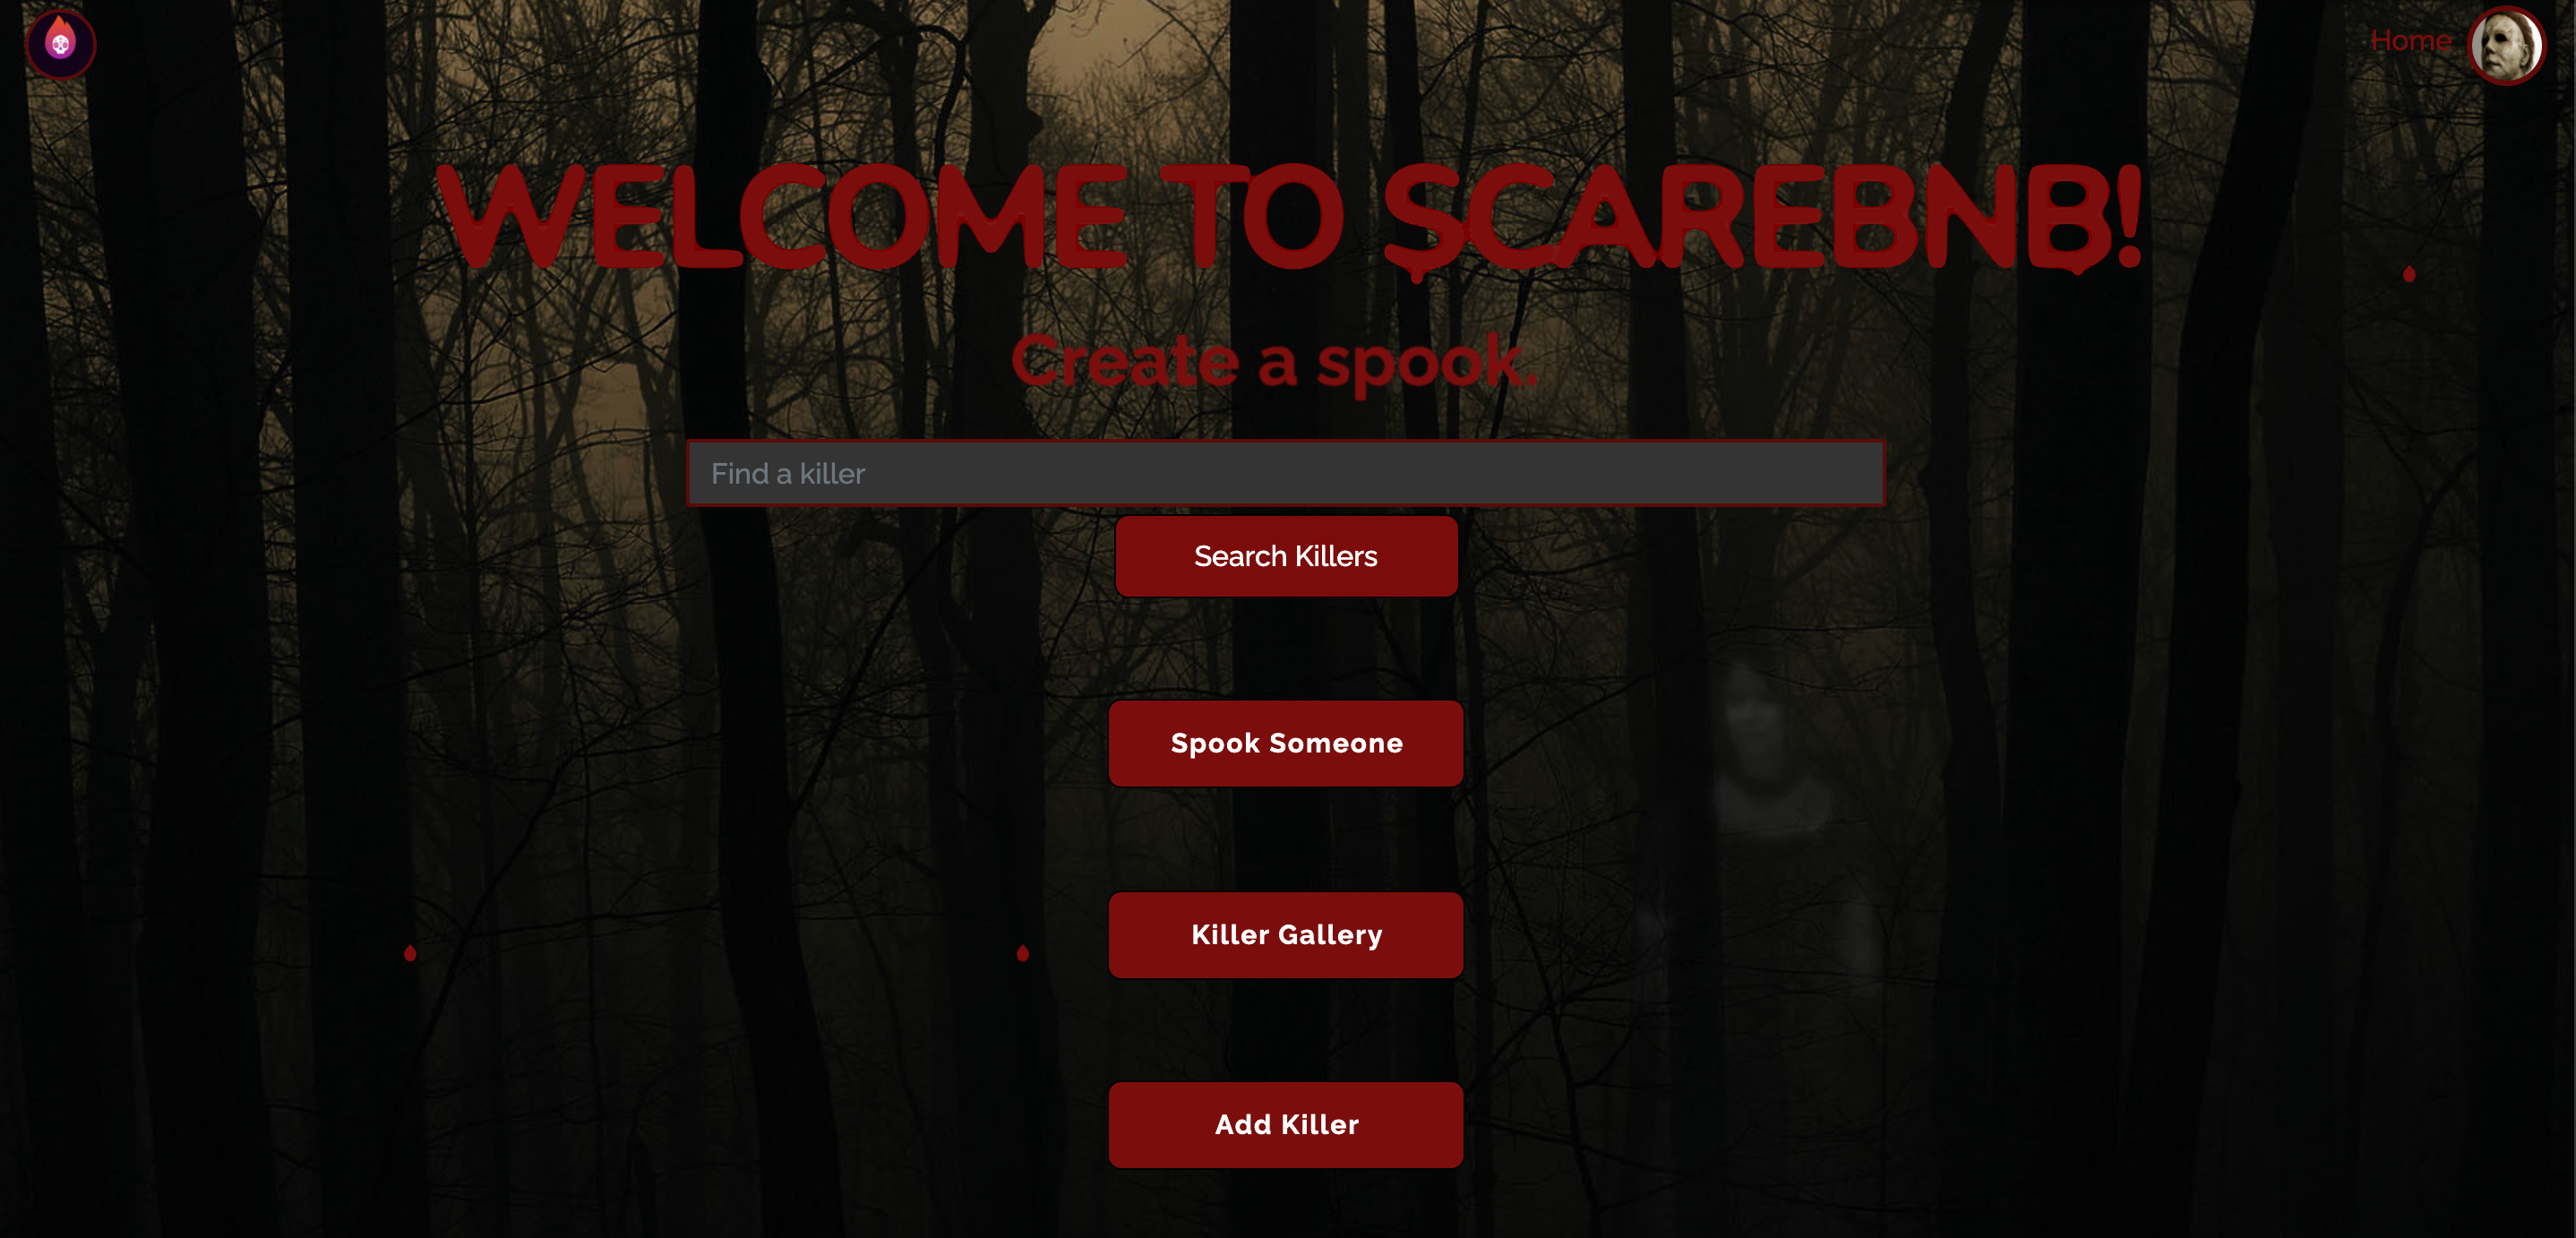 Home
WELCOME TO SCAREBNB!
Create a spook.
Find a killer
Search Killers
Spook Someone
Killer Gallery
Add Killer